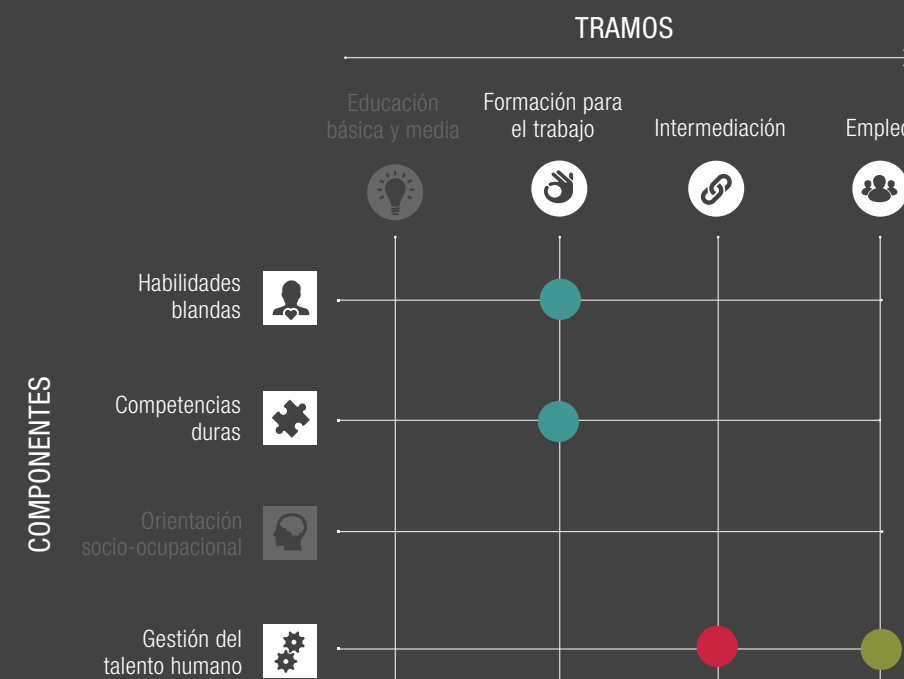 TRAMOS
Educación
básica y media
Formación para
el trabajo
Intermediación
Empleo
Habilidades
blandas
COMPONENTES
Competencias
duras
Orientación
socio-ocupacional
Gestión del
talento humano